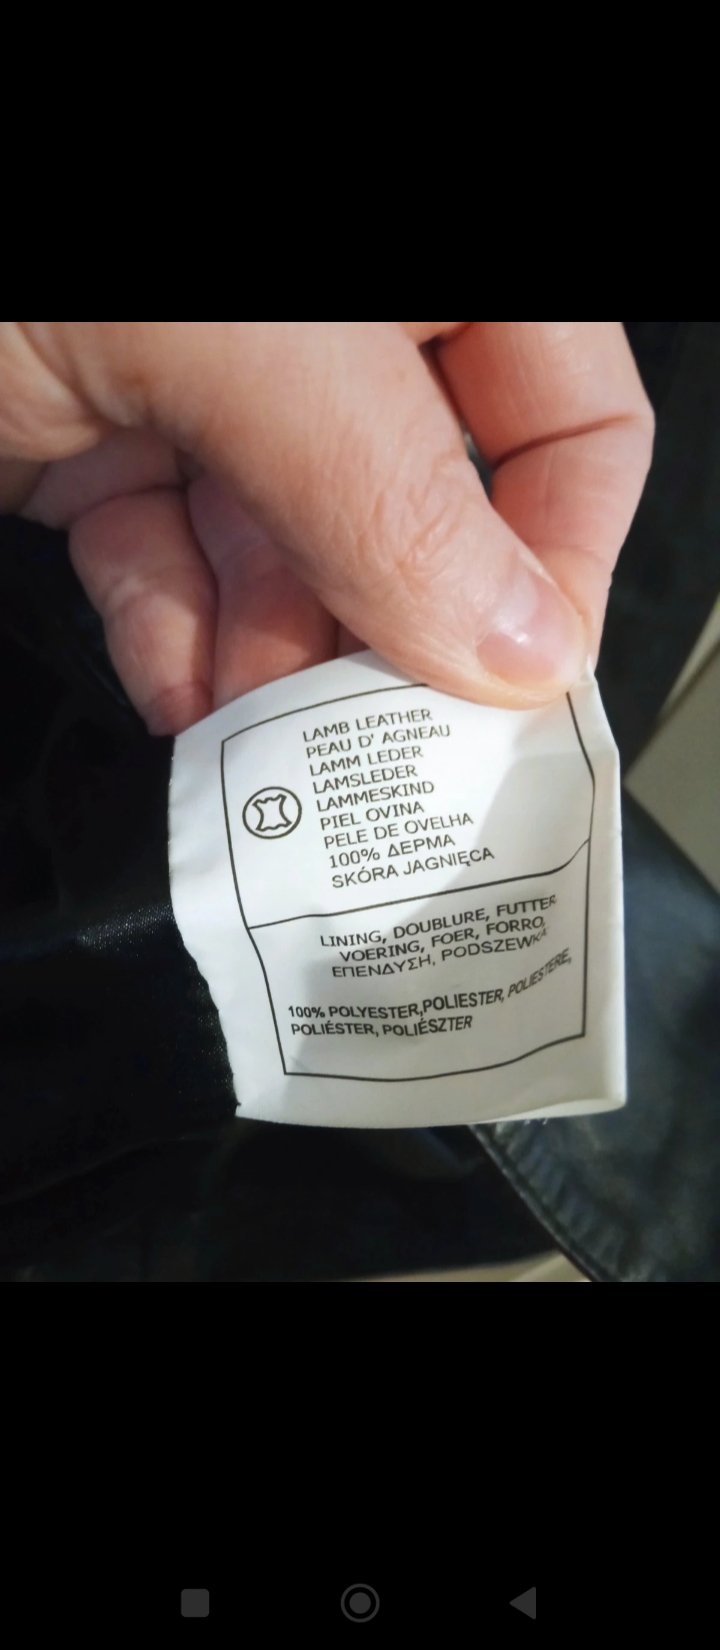 LAMB LEATHER
PEAU D' AGNEAU
LAMM LEDER
LAMSLEDER
LAMMESKIND
PIEL OVINA
PELE DE OVELHA
100% ΔΕΡΜΑ
SKÓRA JAGNIĘCA
LINING, DOUBLURE, FUTTER
VOERING, FOER, FORRO,
ΕΠΕΝΔΥΣΗ, PODSZEWKA
100% POLYESTER,POLIESTER, POLIESTERE,
POLIÉSTER, POLIÉSZTER